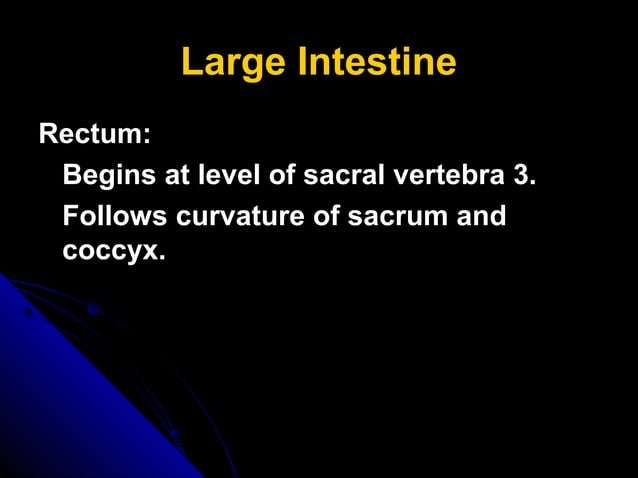 Large Intestine
Rectum:
Begins at level of sacral vertebra 3.
Follows curvature of sacrum and
coccyx.